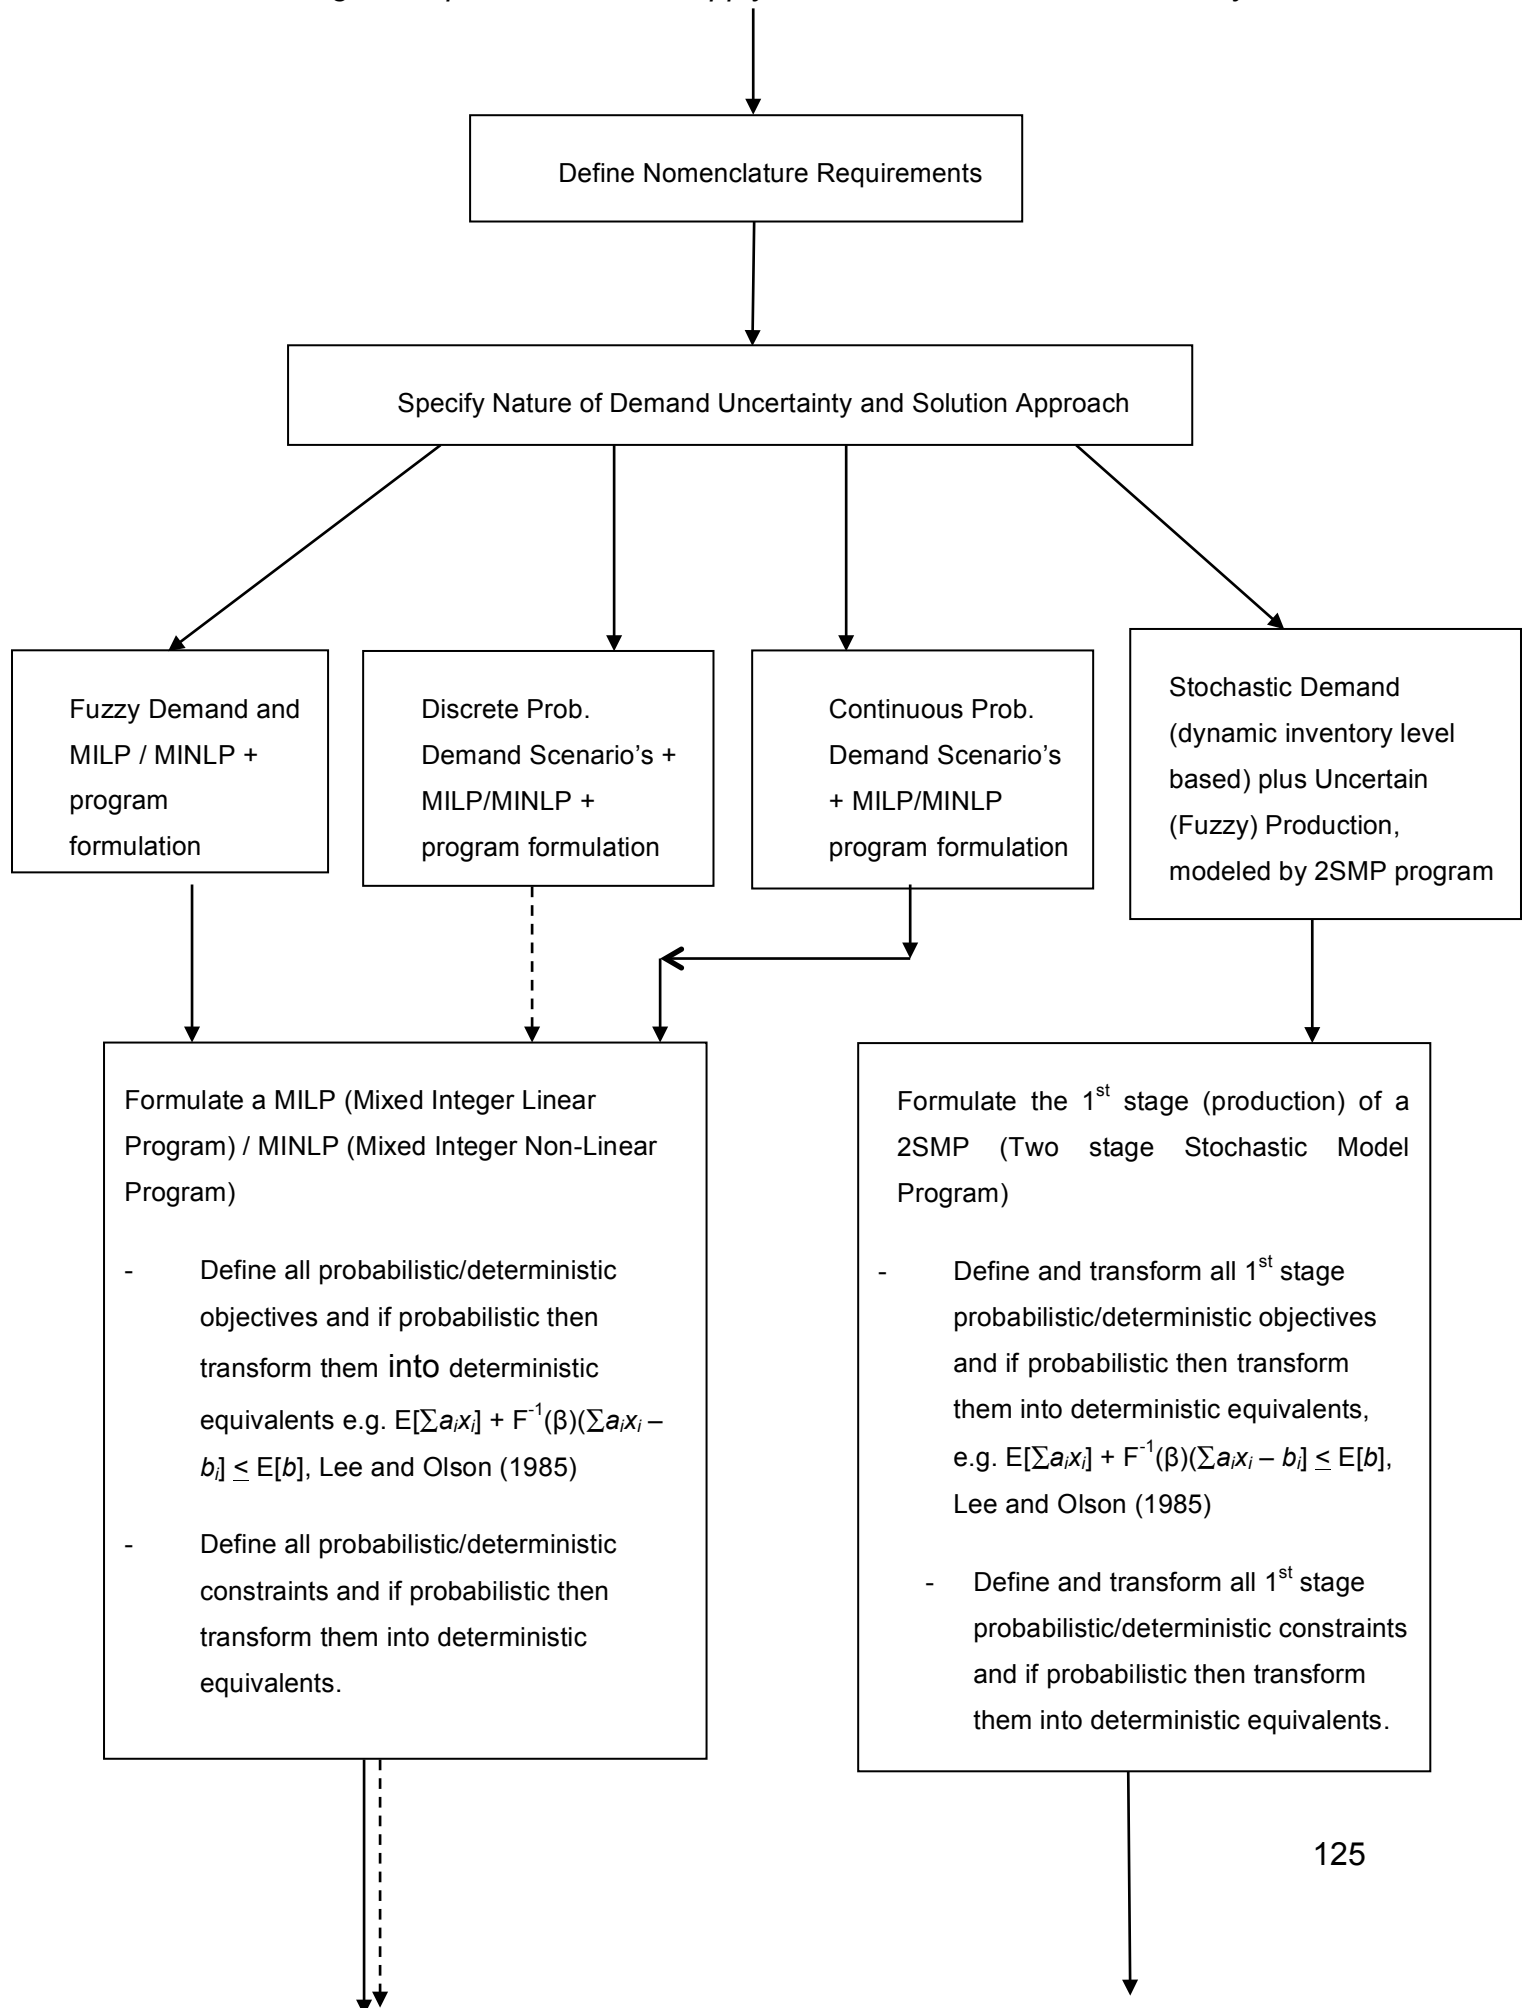 Define Nomenclature Requirements
Specify Nature of Demand Uncertainty and Solution Approach
Fuzzy Demand and
MILP / MINLP +
program
formulation
Discrete Prob.
Demand Scenario's +
MILP/MINLP +
program formulation
Continuous Prob.
Demand Scenario's
+ MILP/MINLP
program formulation
Stochastic Demand
(dynamic inventory level
based) plus Uncertain
(Fuzzy) Production,
modeled by 2SMP program
Formulate a MILP (Mixed Integer Linear
Program) / MINLP (Mixed Integer Non-Linear
Program)
- Define all probabilistic/deterministic
objectives and if probabilistic then
transform them into deterministic
equivalents e.g. E[∑aᵢxᵢ] + F⁻¹(β)(∑aᵢxᵢ –
bᵢ] ≤ E[b], Lee and Olson (1985)
- Define all probabilistic/deterministic
constraints and if probabilistic then
transform them into deterministic
equivalents.
Formulate the 1st stage (production) of a
2SMP (Two stage Stochastic Model
Program)
- Define and transform all 1st stage
probabilistic/deterministic objectives
and if probabilistic then transform
them into deterministic equivalents,
e.g. E[∑aᵢxᵢ] + F⁻¹(β)(∑aᵢxᵢ – bᵢ] ≤ E[b],
Lee and Olson (1985)
- Define and transform all 1st stage
probabilistic/deterministic constraints
and if probabilistic then transform
them into deterministic equivalents.
125